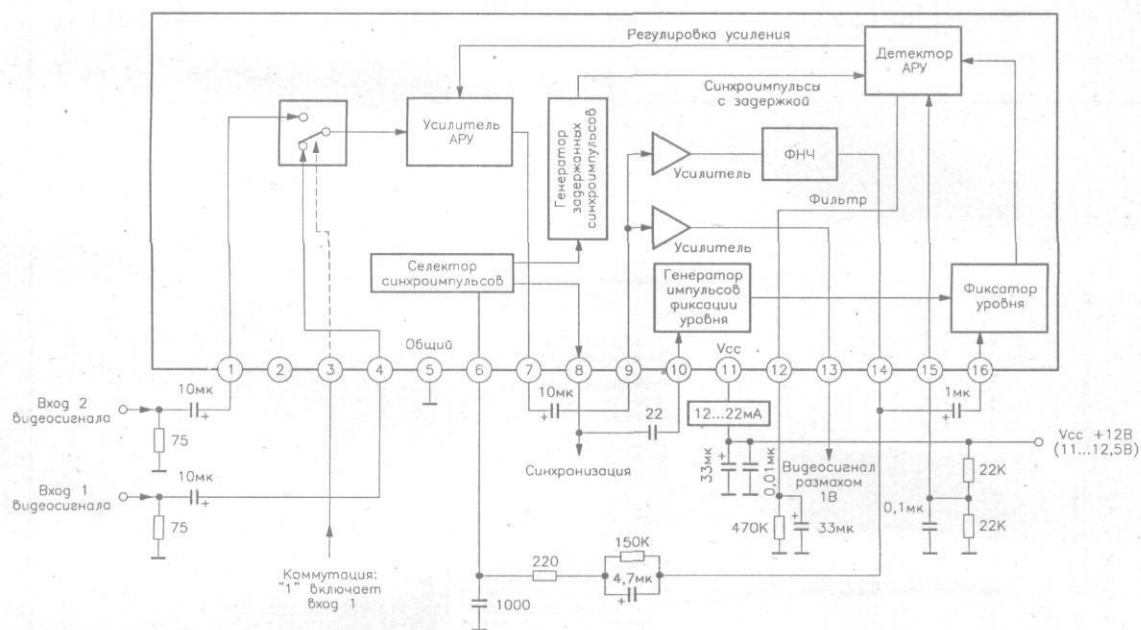 Регулировка усиления
Детектор
АРУ
Синхроимпульсы
с задержкой
Усилитель
АРУ
Генератор
задержанных
синхроимпульсов
Усилитель
ФНЧ
Фильтр
Усилитель
Селектор
синхроимпульсов
Генератор
импульсов
фиксации
уровня
Фиксатор
уровня
Общий
Vcc
1 2 3 4 5 6 7 8 9 10 11 12 13 14 15 16
Вход 2
видеосигнала
10мк
+
75
Вход 1
видеосигнала
10мк
+
75
10мк
+
22
12...22мА
1мк
+
Синхронизация
33мк
+
0,01мк
Видеосигнал
размахом
1В
Vcc +12В
(11...12,5В)
22К
0,1мк
22К
470К
+
33мк
150К
220
4,7мк
+
1000
Коммутация:
"1" включает
вход 1